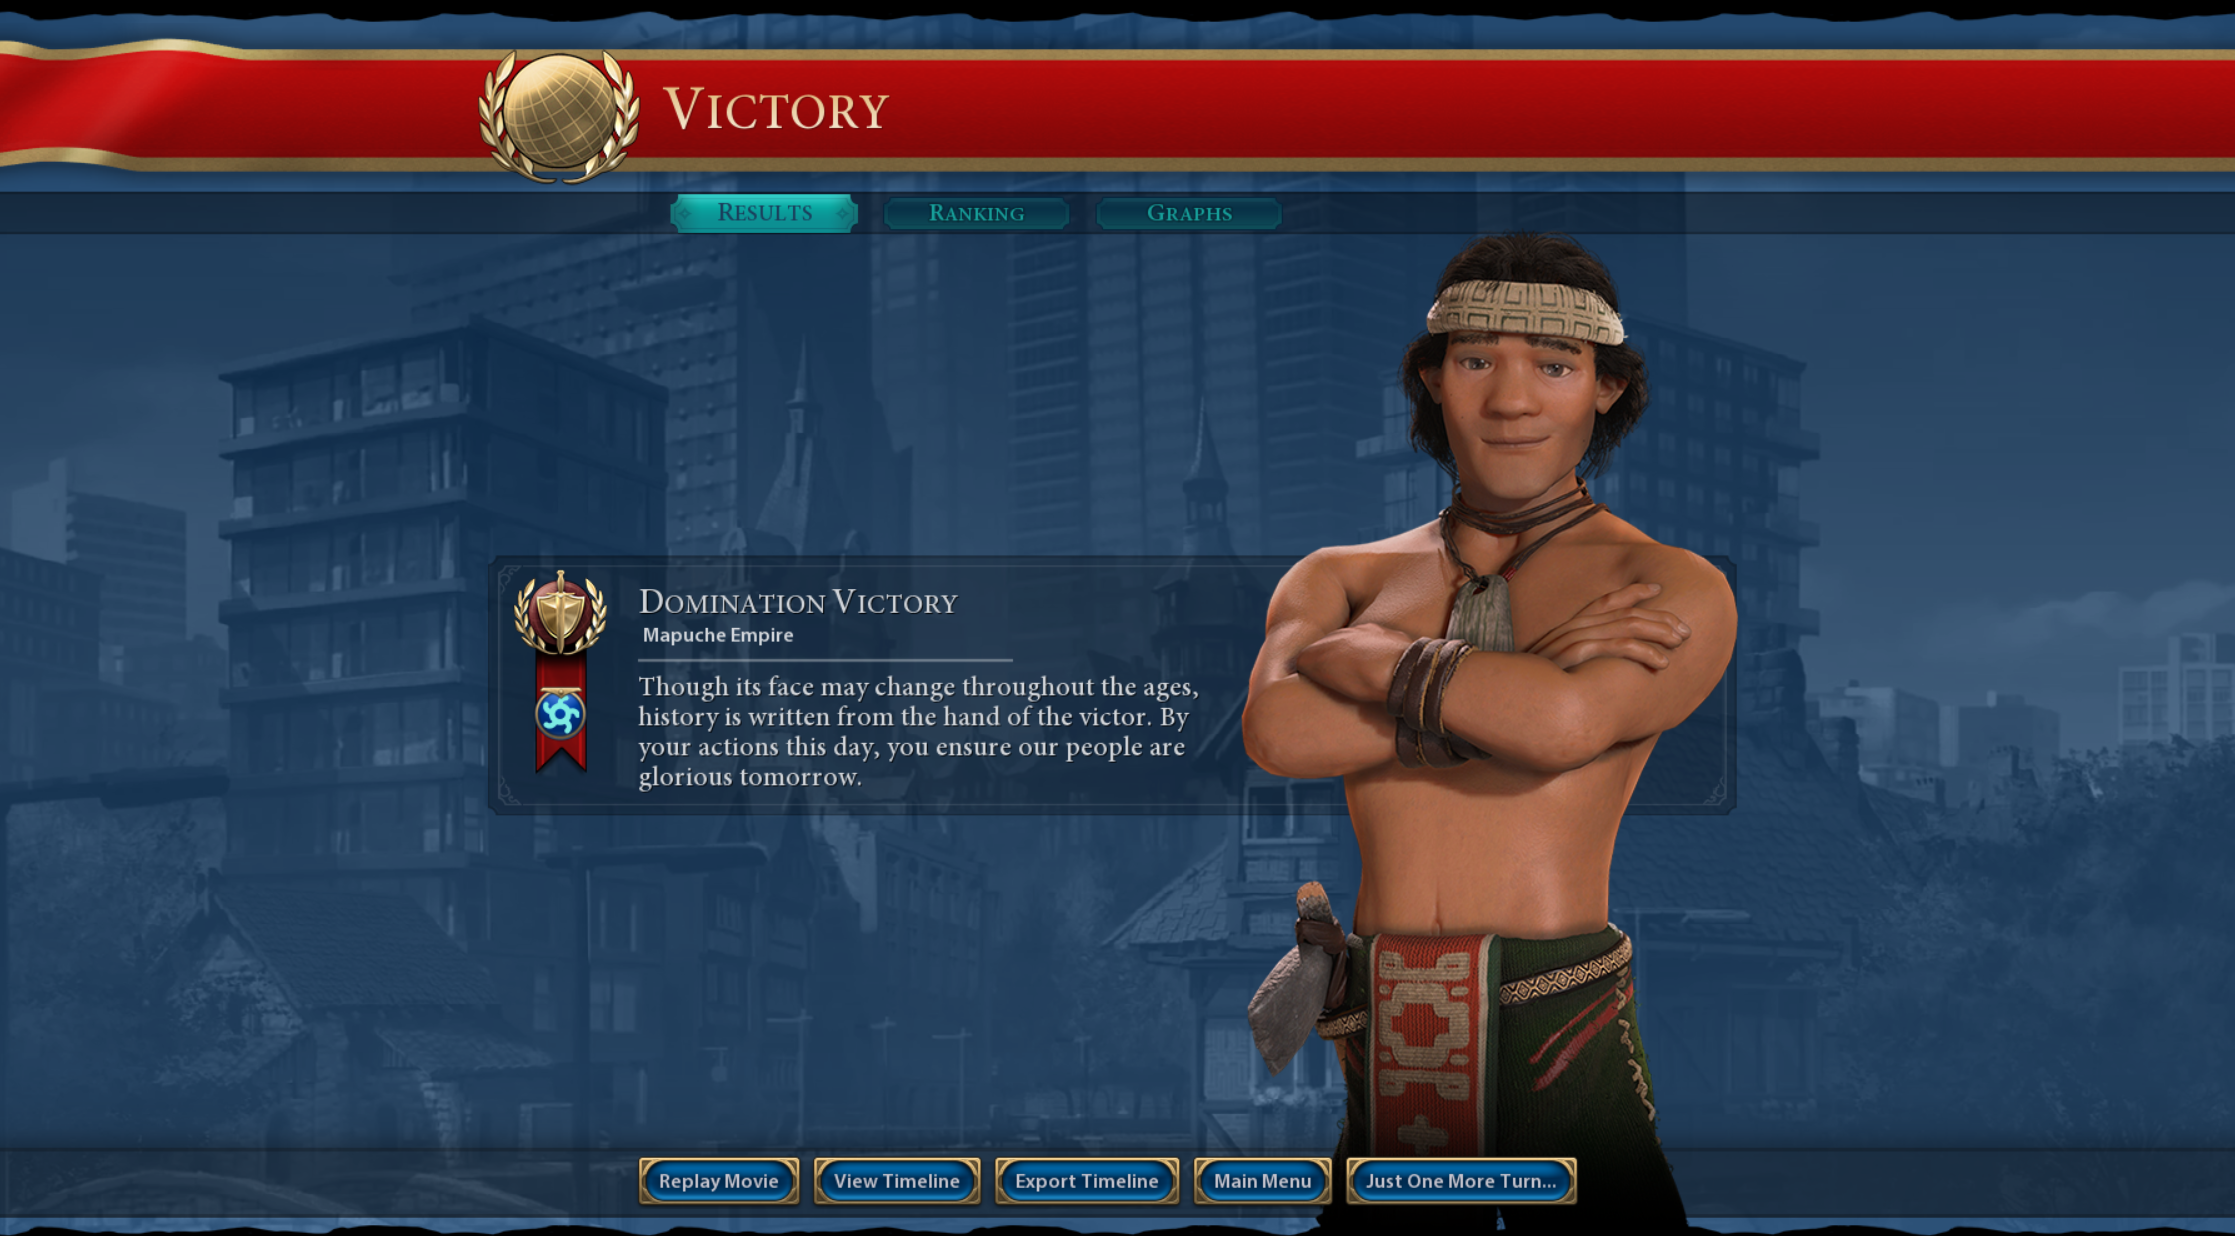 Victory
Results
Ranking
Graphs
Domination Victory
Mapuche Empire
Though its face may change throughout the ages,
history is written from the hand of the victor. By
your actions this day, you ensure our people are
glorious tomorrow.
Replay Movie
View Timeline
Export Timeline
Main Menu
Just One More Turn...